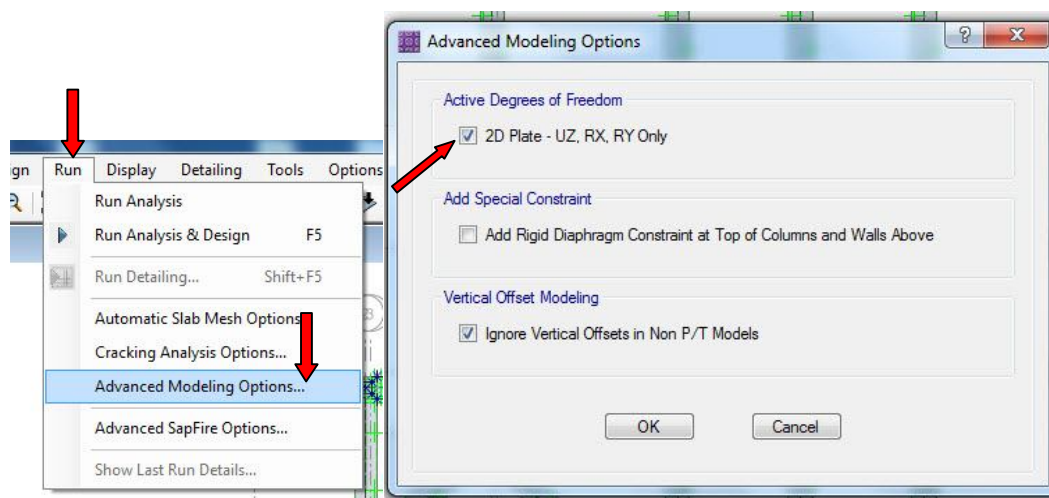 gn Run Display Detailing Tools Options
Run Analysis
Run Analysis & Design F5
Run Detailing... Shift+F5
Automatic Slab Mesh Options
Cracking Analysis Options...
Advanced Modeling Options...
Advanced SapFire Options...
Show Last Run Details...
Advanced Modeling Options
Active Degrees of Freedom
2D Plate - UZ, RX, RY Only
Add Special Constraint
Add Rigid Diaphragm Constraint at Top of Columns and Walls Above
Vertical Offset Modeling
Ignore Vertical Offsets in Non P/T Models
OK Cancel